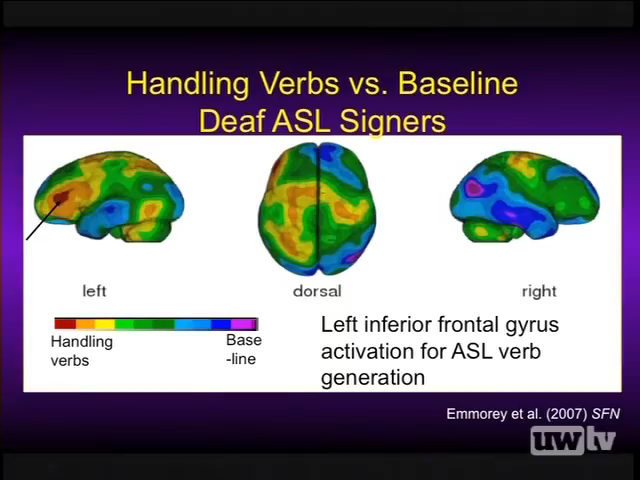 Handling Verbs vs. Baseline
Deaf ASL Signers
left
dorsal
right
Handling
verbs
Base
-line
Left inferior frontal gyrus
activation for ASL verb
generation
Emmorey et al. (2007) SFN
uwtv